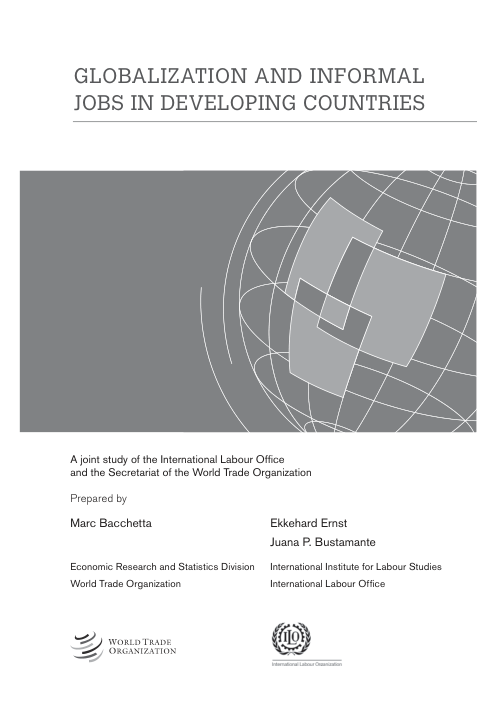 GLOBALIZATION AND INFORMAL
JOBS IN DEVELOPING COUNTRIES
A joint study of the International Labour Office
and the Secretariat of the World Trade Organization
Prepared by
Marc Bacchetta
Economic Research and Statistics Division
World Trade Organization
Ekkehard Ernst
Juana P. Bustamante
International Institute for Labour Studies
International Labour Office
WORLD TRADE
ORGANIZATION
ILO
International Labour Organization